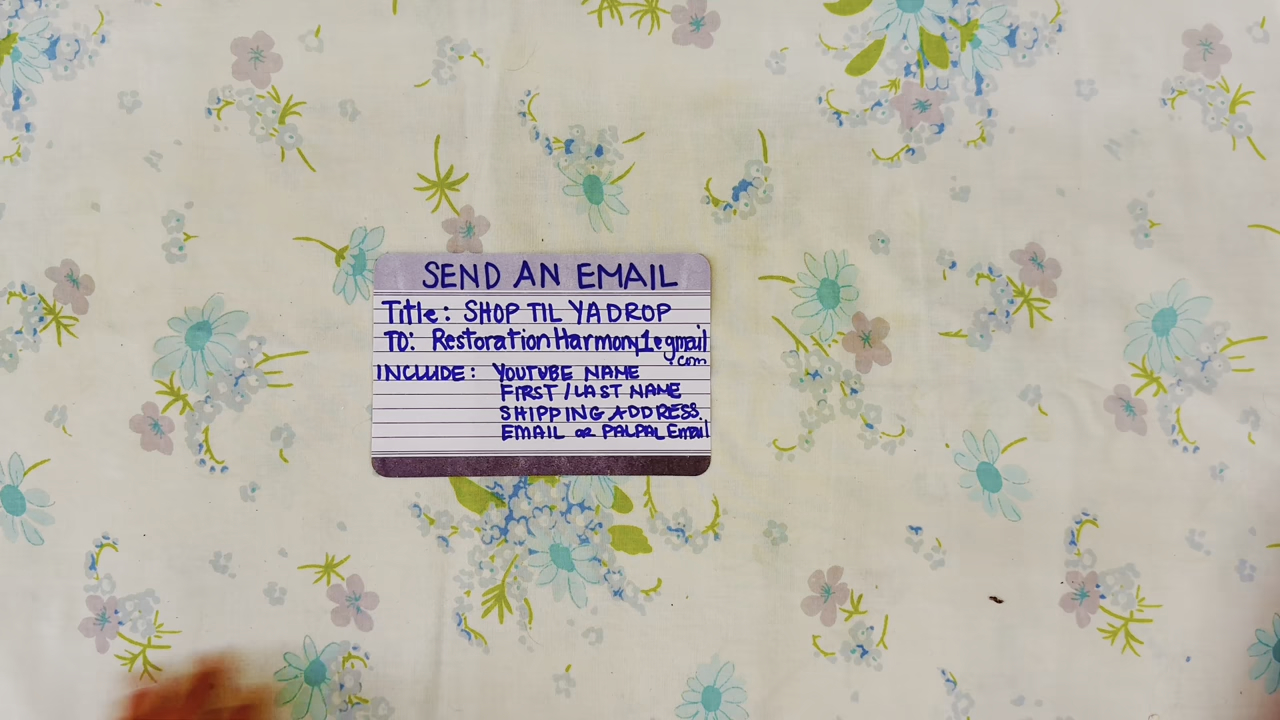 SEND AN EMAIL
Title: SHOP TIL YA DROP
TO: RestorationHarmony1@gmail
.com
INCLUDE: YOUTUBE NAME
FIRST/LAST NAME
SHIPPING ADDRESS.
EMAIL or PALPAL Email